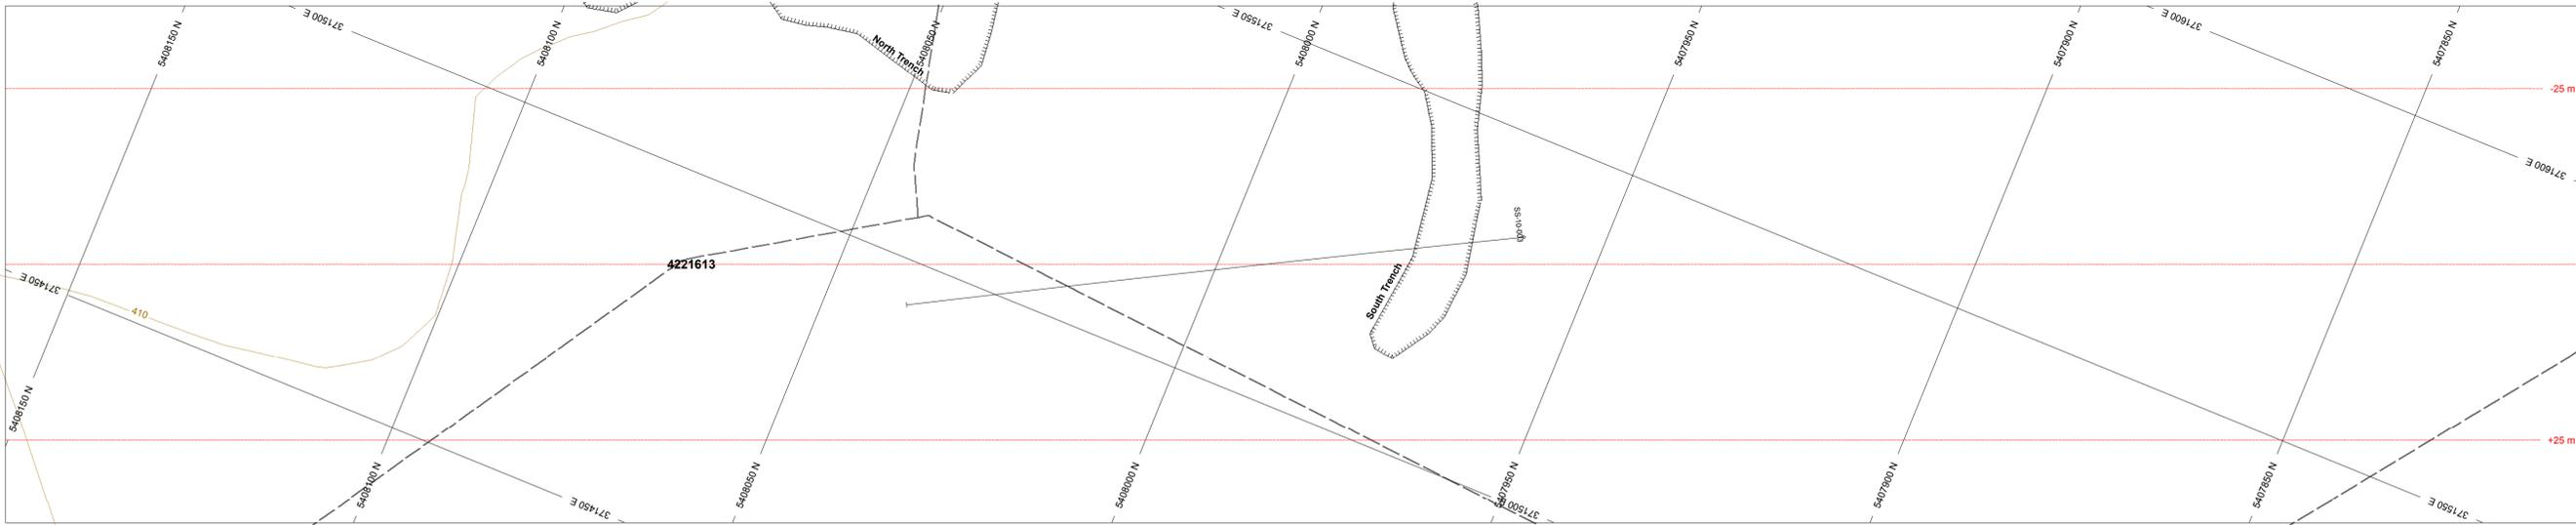 5408150 N
371500 E
5408100 N
North Trench
5408050 N
371550 E
5408000 N
5407950 N
5407900 N
371600 E
5407850 N
-25 m
371600 E
371450 E
410
4221613
SS-10-003
South Trench
5408150 N
+25 m
5408100 N
371450 E
5408050 N
5408000 N
5407950 N
371500 E
5407900 N
5407850 N
371550 E